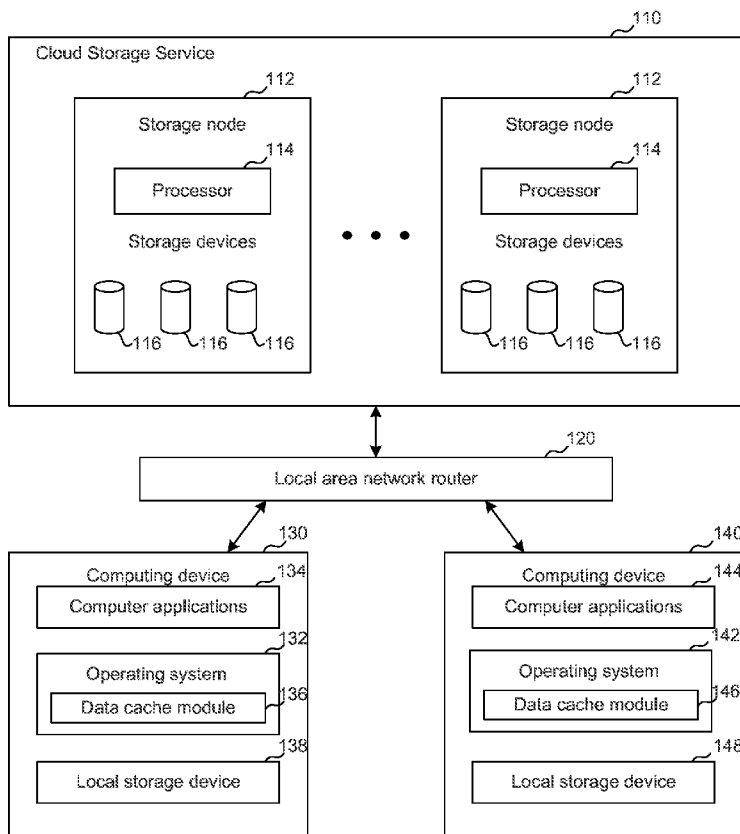 110
Cloud Storage Service
112
112
Storage node
Storage node
114
114
Processor
Processor
Storage devices
Storage devices
116 116 116
116 116 116
120
Local area network router
130
140
Computing device
Computing device
134
144
Computer applications
Computer applications
132
142
Operating system
Operating system
136
146
Data cache module
Data cache module
138
148
Local storage device
Local storage device